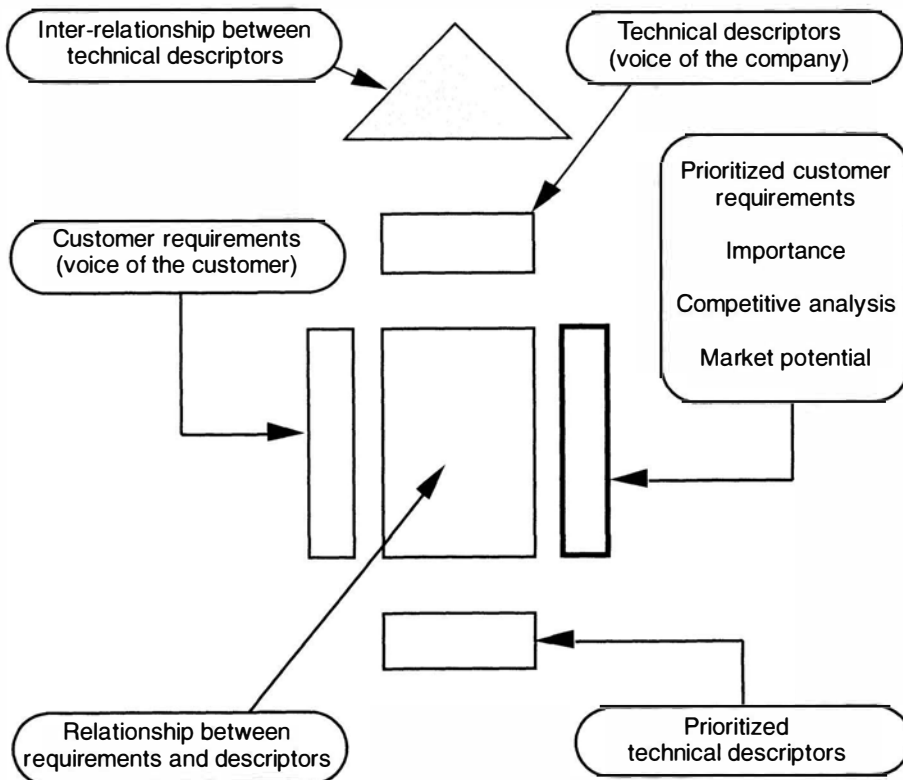 Inter-relationship between
technical descriptors
Technical descriptors
(voice of the company)
Prioritized customer
requirements
Importance
Competitive analysis
Market potential
Customer requirements
(voice of the customer)
Relationship between
requirements and descriptors
Prioritized
technical descriptors